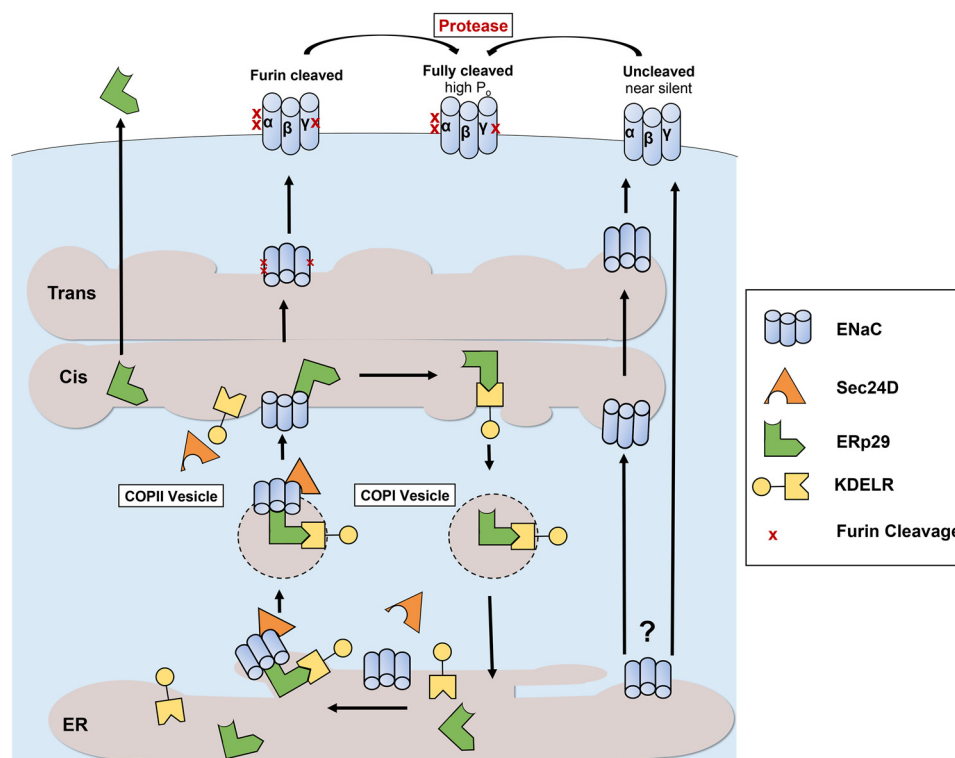 Protease
Furin cleaved
Fully cleaved
high Po
Uncleaved
near silent
α
β
γ
x
x
x
α
β
γ
x
x
x
α
β
γ
x
x
x
Trans
Cis
COPII Vesicle
COPI Vesicle
?
ER
ENaC
Sec24D
ERp29
KDELR
x
Furin Cleavage